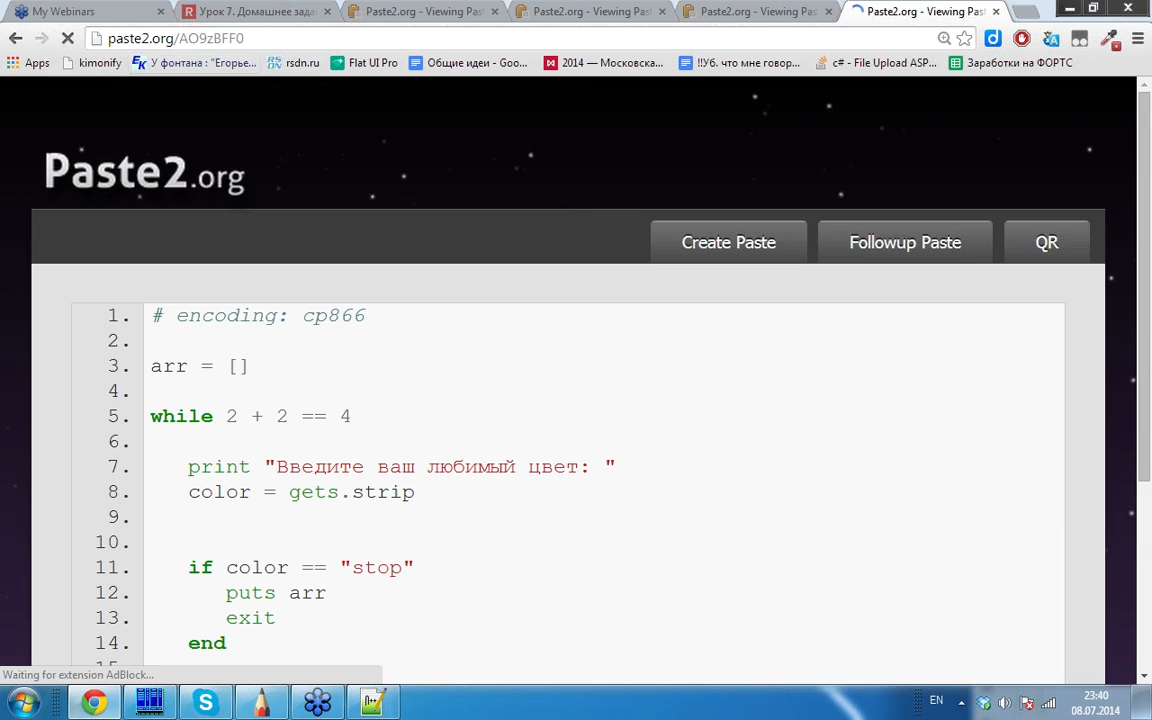 My Webinars
Урок 7. Домашнее зада
Paste2.org - Viewing Pas
Paste2.org - Viewing Pas
Paste2.org - Viewing Pas
Paste2.org - Viewing Pas
paste2.org/AO9zBFF0
Apps
kimonify
У фонтана : "Егорье...
rsdn.ru
Flat UI Pro
Общие идеи - Goo...
2014 — Московска...
!!Уб. что мне говор...
c# - File Upload ASP...
Заработки на ФОРТС
Paste2.org
Create Paste
Followup Paste
QR
1. # encoding: cp866
2.
3. arr = []
4.
5. while 2 + 2 == 4
6.
7. print "Введите ваш любимый цвет: "
8. color = gets.strip
9.
10.
11. if color == "stop"
12. puts arr
13. exit
14. end
Waiting for extension AdBlock...
EN
23:40
08.07.2014